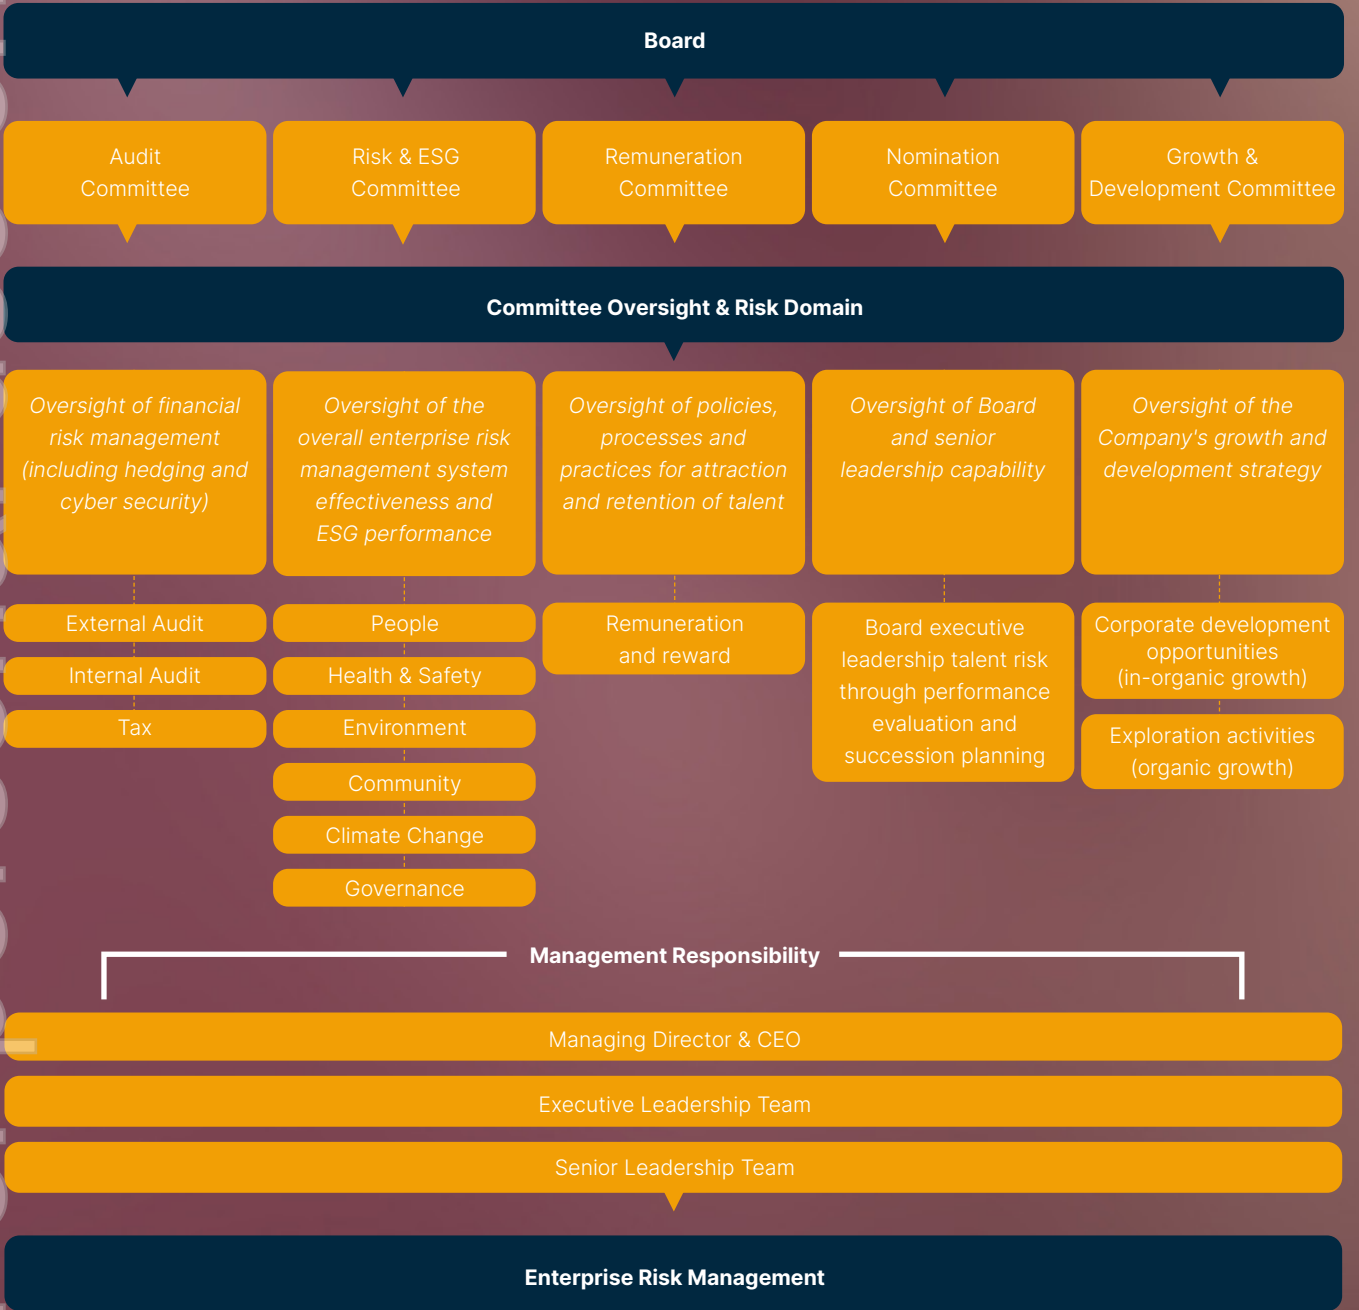 Board
Audit
Committee
Risk & ESG
Committee
Remuneration
Committee
Nomination
Committee
Growth &
Development Committee
Committee Oversight & Risk Domain
Oversight of financial
risk management
(including hedging and
cyber security)
Oversight of the
overall enterprise risk
management system
effectiveness and
ESG performance
Oversight of policies,
processes and
practices for attraction
and retention of talent
Oversight of Board
and senior
leadership capability
Oversight of the
Company's growth and
development strategy
External Audit
Internal Audit
Tax
People
Health & Safety
Environment
Community
Climate Change
Governance
Remuneration
and reward
Board executive
leadership talent risk
through performance
evaluation and
succession planning
Corporate development
opportunities
(in-organic growth)
Exploration activities
(organic growth)
Management Responsibility
Managing Director & CEO
Executive Leadership Team
Senior Leadership Team
Enterprise Risk Management